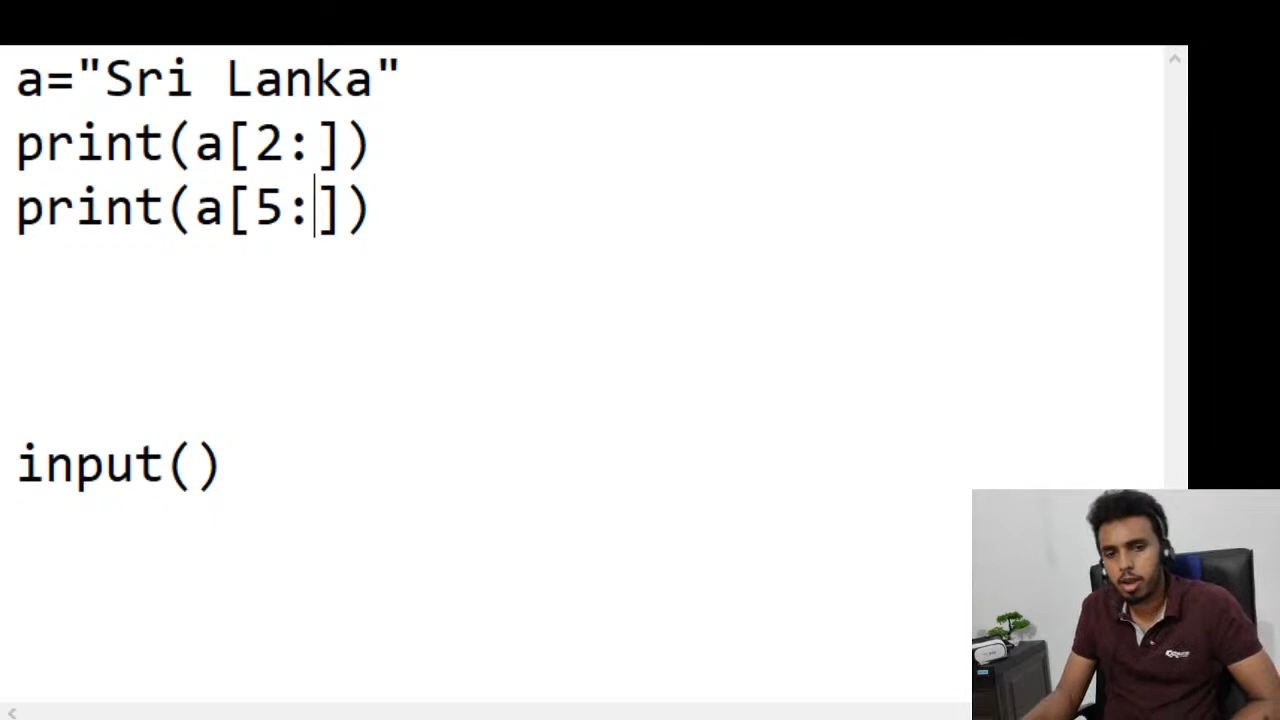 a="Sri Lanka"
print(a[2:])
print(a[5:])
input()